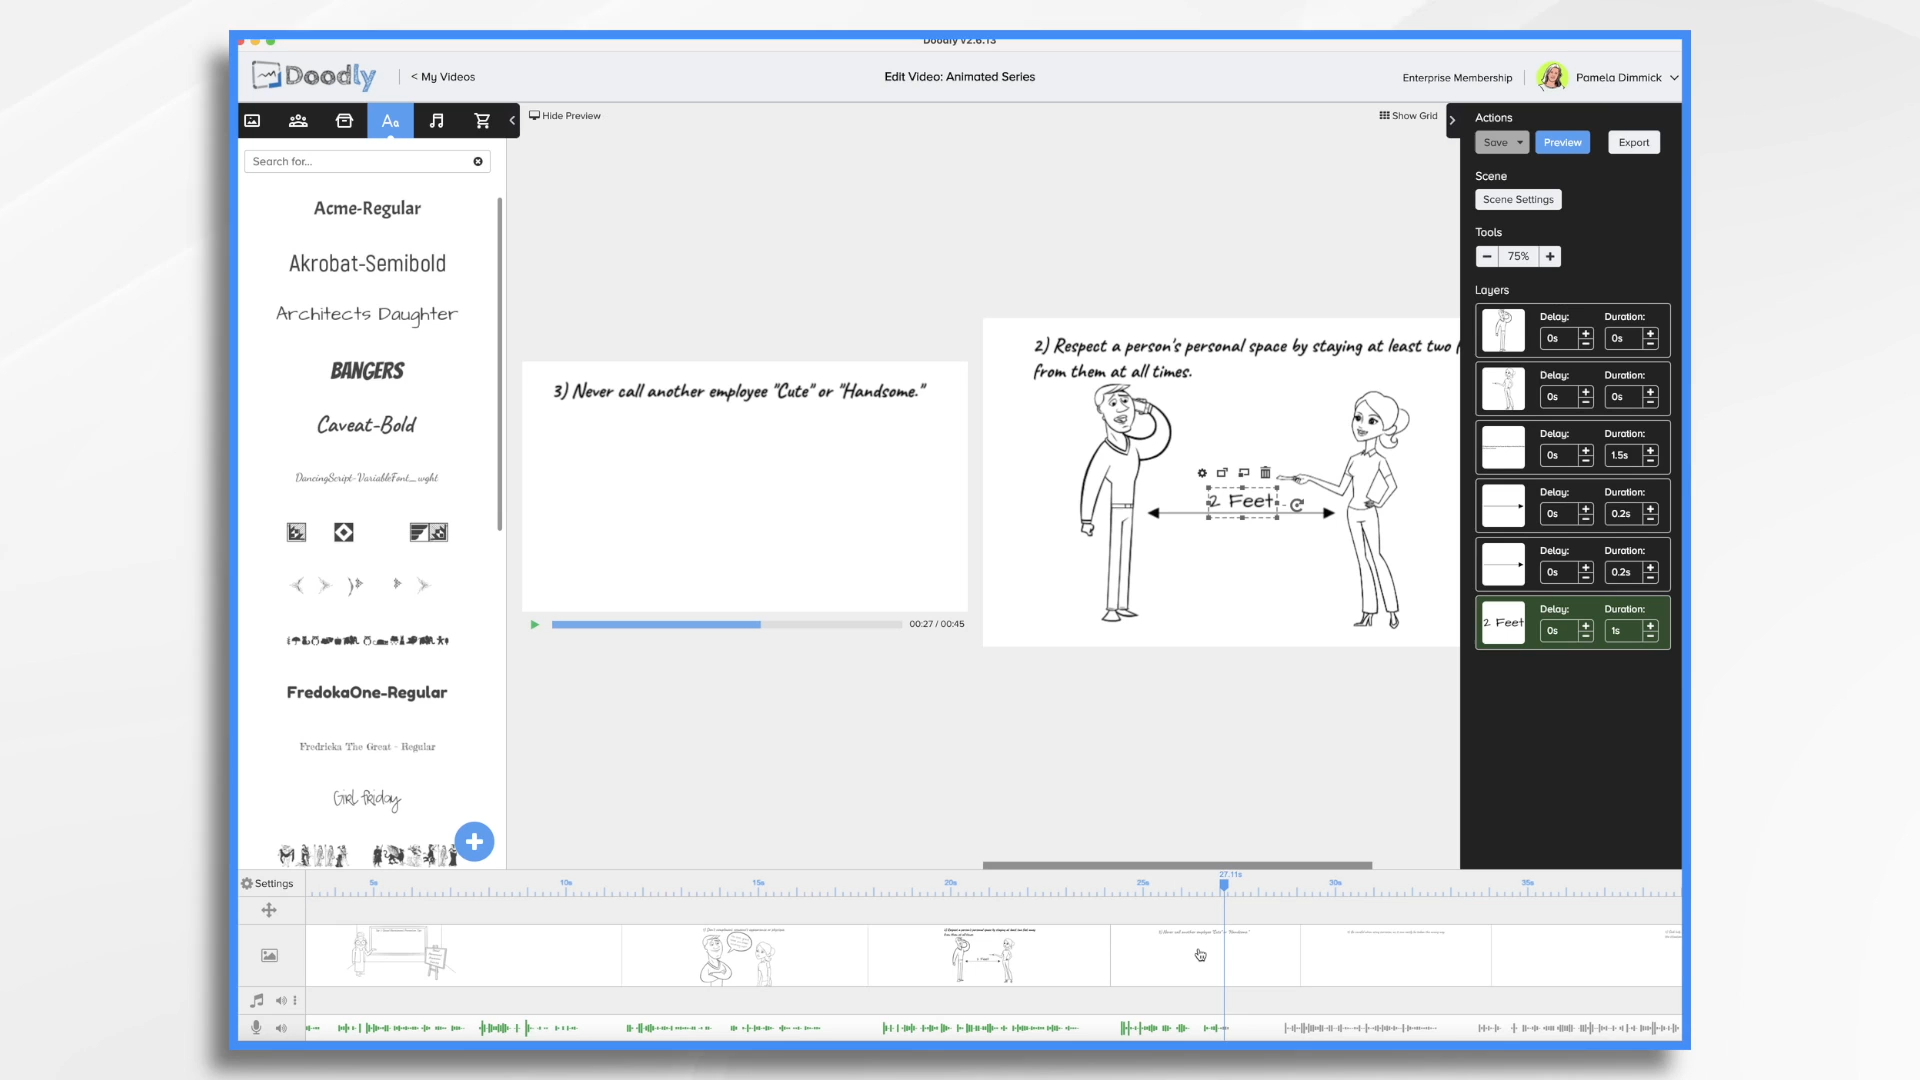 Doodly v2.6.13
Doodly
< My Videos
Edit Video: Animated Series
Enterprise Membership
Pamela Dimmick
Aa
Hide Preview
Show Grid
Search for...
Acme-Regular
Akrobat-Semibold
Architects Daughter
BANGERS
Caveat-Bold
DancingScript-VariableFont_wght
FredokaOne-Regular
Fredricka The Great - Regular
Girl Friday
3) Never call another employee "Cute" or "Handsome."
00:27 / 00:45
2) Respect a person's personal space by staying at least two
from them at all times.
2 Feet
Actions
Save
Preview
Export
Scene
Scene Settings
Tools
75%
Layers
Delay: Duration:
0s 0s
Delay: Duration:
0s 0s
Delay: Duration:
0s 1.5s
Delay: Duration:
0s 0.2s
Delay: Duration:
0s 0.2s
2 Feet
Delay: Duration:
0s 1s
Settings
5s 10s 15s 20s 25s 27.11s 30s 35s